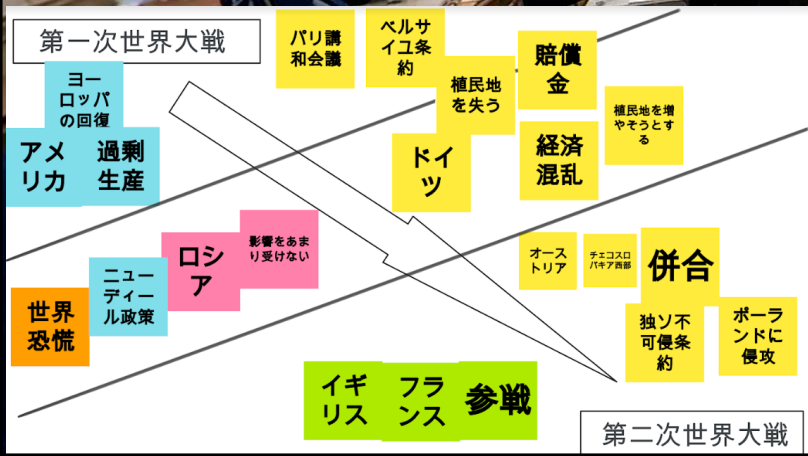 第一次世界大戦
パリ講
和会議
ベルサ
イユ条
約
植民地
を失う
賠償
金
植民地を増
やそうとす
る
ヨー
ロッパ
の回復
アメ
リカ
過剰
生産
ドイ
ツ
経済
混乱
影響をあま
り受けない
ロシ
ア
ニュー
ディー
ル政策
世界
恐慌
オース
トリア
チェコスロ
バキア西部
併合
独ソ不
可侵条
約
ポーラ
ンドに
侵攻
イギ
リス
フラ
ンス
参戦
第二次世界大戦